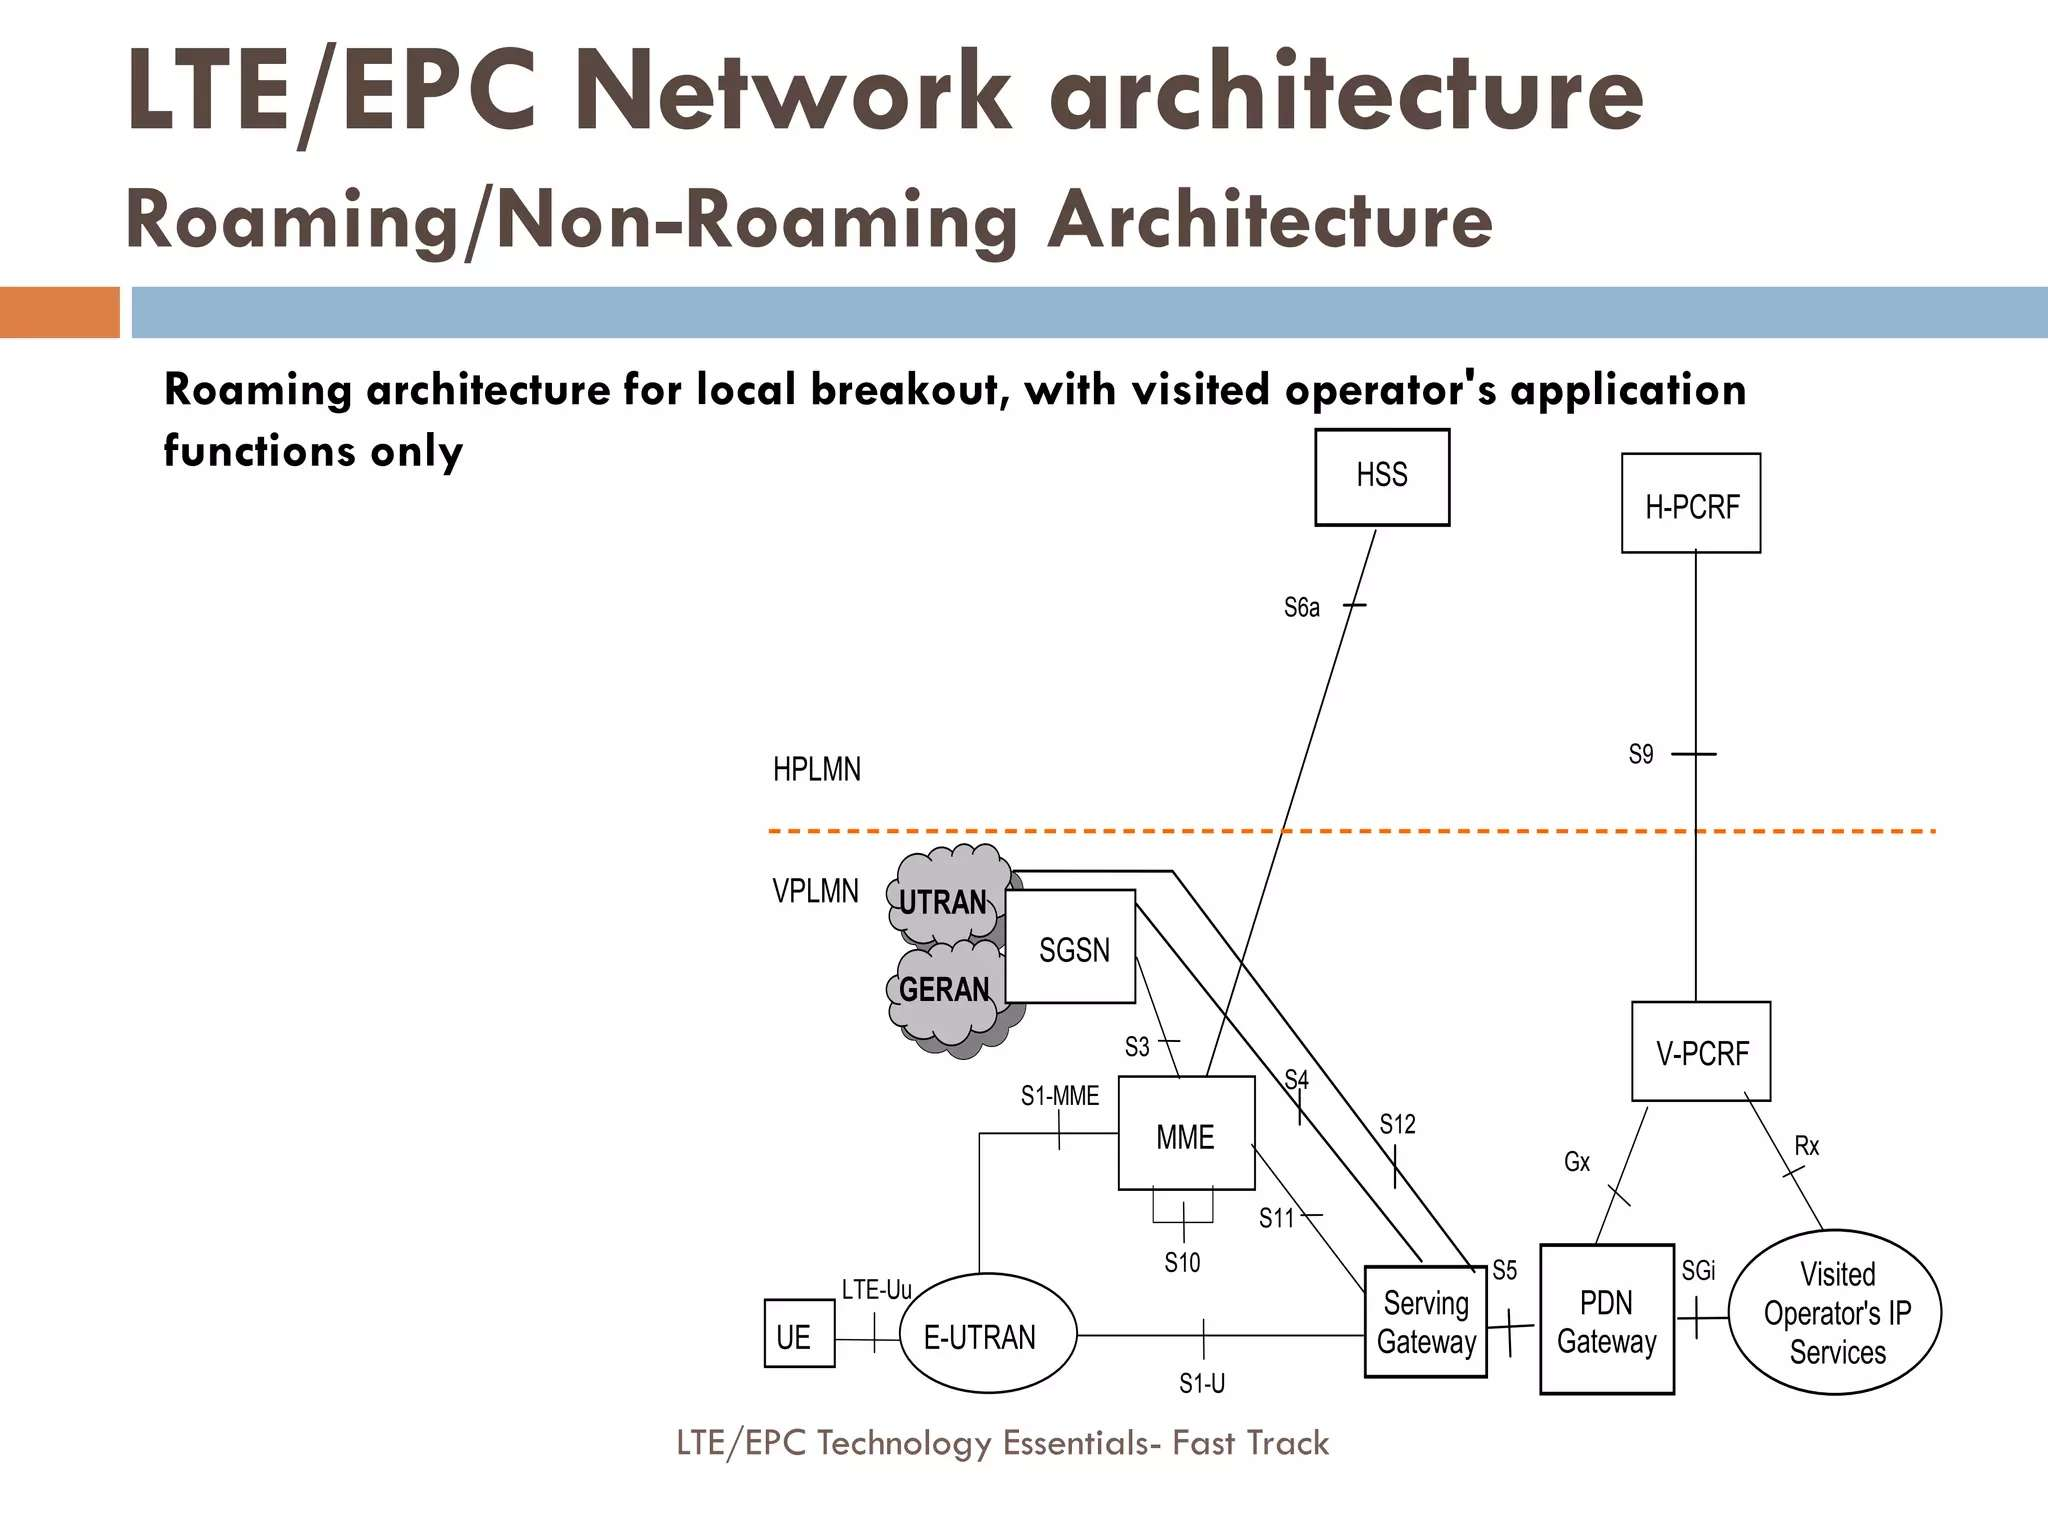 LTE/EPC Network architecture
Roaming/Non-Roaming Architecture
Roaming architecture for local breakout, with visited operator's application
functions only
HSS
H-PCRF
S6a
S9
HPLMN
VPLMN
UTRAN
SGSN
GERAN
S3
V-PCRF
S4
S1-MME
S12
MME
Rx
Gx
S11
S10
S5
SGi
LTE-Uu
UE
E-UTRAN
Serving
Gateway
PDN
Gateway
Visited
Operator's IP
Services
S1-U
LTE/EPC Technology Essentials- Fast Track